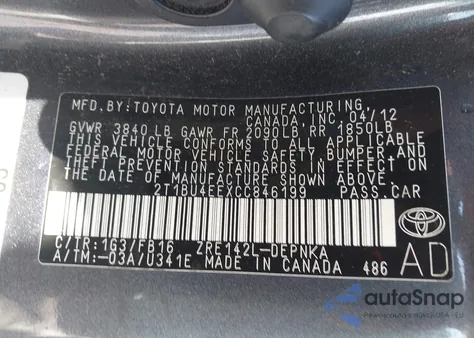 MFD. BY: TOYOTA MOTOR MANUFACTURING,
CANADA, INC. 04/12
GVWR 3840 LB GAWR FR 2090LB RR 1850LB
THIS VEHICLE CONFORMS TO ALL APPLICABLE
FEDERAL MOTOR VEHICLE SAFETY, BUMPER, AND
THEFT PREVENTION STANDARDS IN EFFECT ON
THE DATE OF MANUFACTURE SHOWN ABOVE.
2T1BU4EEXCC846199 PASS.CAR
C/TR:1G3/FB16 ZRE142L-DEPNKA
A/TM:-03A/U341E MADE IN CANADA 486
TOYOTA
AD
autoSnap